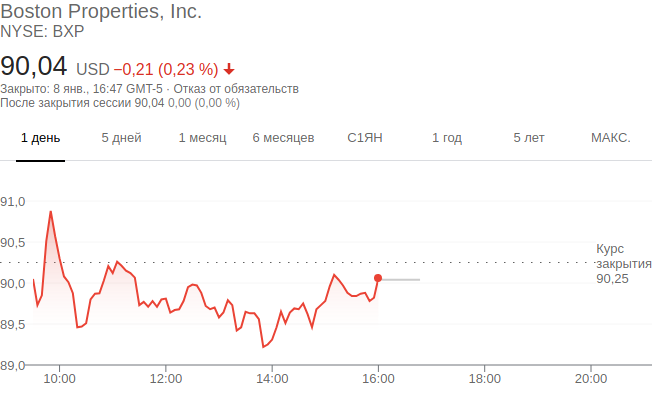 Boston Properties, Inc.
NYSE: BXP
90,04 USD −0,21 (0,23 %)
Закрыто: 8 янв., 16:47 GMT-5 · Отказ от обязательств
После закрытия сессии 90,04 0,00 (0,00 %)
1 день 5 дней 1 месяц 6 месяцев С1ЯН 1 год 5 лет МАКС.
91,0
90,5
Курс
закрытия
90,25
90,0
89,5
89,0
10:00 12:00 14:00 16:00 18:00 20:00